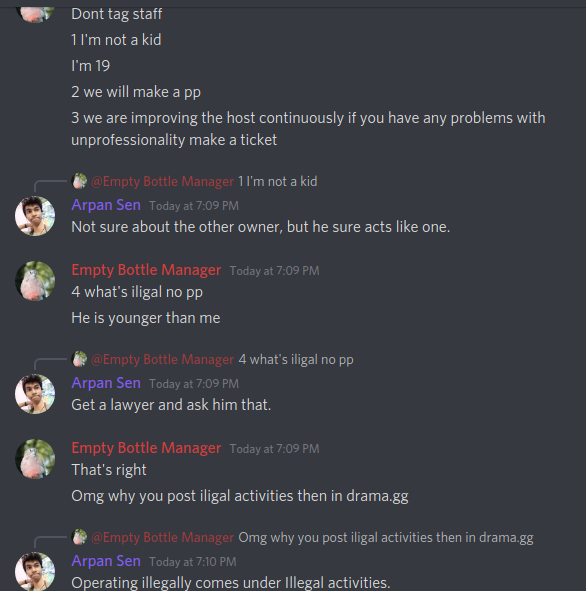 Dont tag staff
1 I'm not a kid
I'm 19
2 we will make a pp
3 we are improving the host continuously if you have any problems with
unprofessionality make a ticket
@Empty Bottle Manager 1 I'm not a kid
Arpan Sen Today at 7:09 PM
Not sure about the other owner, but he sure acts like one.
Empty Bottle Manager Today at 7:09 PM
4 what's iligal no pp
He is younger than me
@Empty Bottle Manager 4 what's iligal no pp
Arpan Sen Today at 7:09 PM
Get a lawyer and ask him that.
Empty Bottle Manager Today at 7:09 PM
That's right
Omg why you post iligal activities then in drama.gg
@Empty Bottle Manager Omg why you post iligal activities then in drama.gg
Arpan Sen Today at 7:10 PM
Operating illegally comes under Illegal activities.